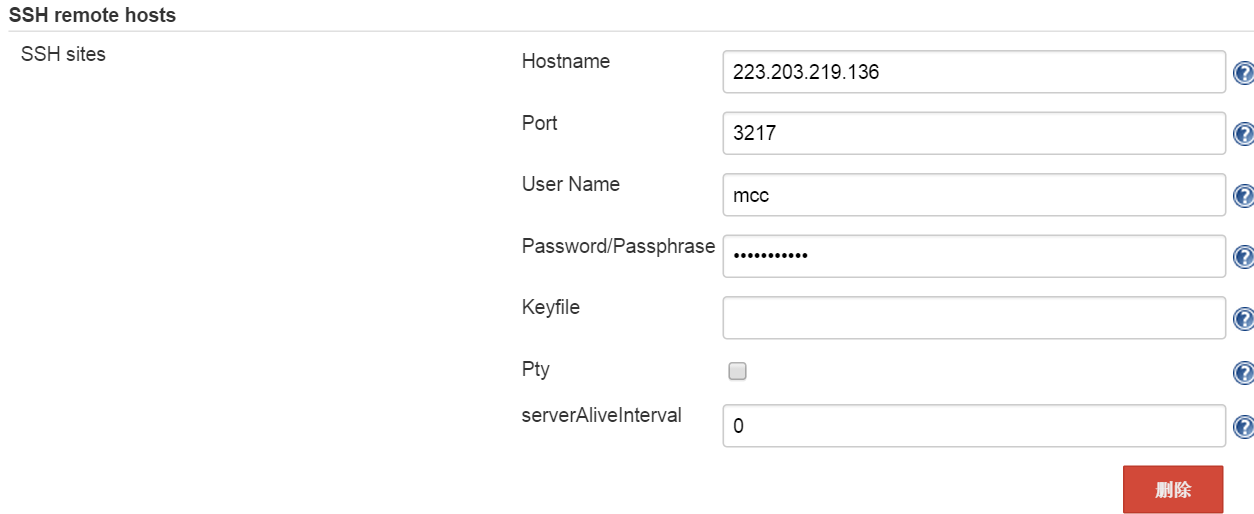 SSH remote hosts
SSH sites
Hostname 223.203.219.136
Port 3217
User Name mcc
Password/Passphrase •••••••••••
Keyfile
Pty
serverAliveInterval 0
删除